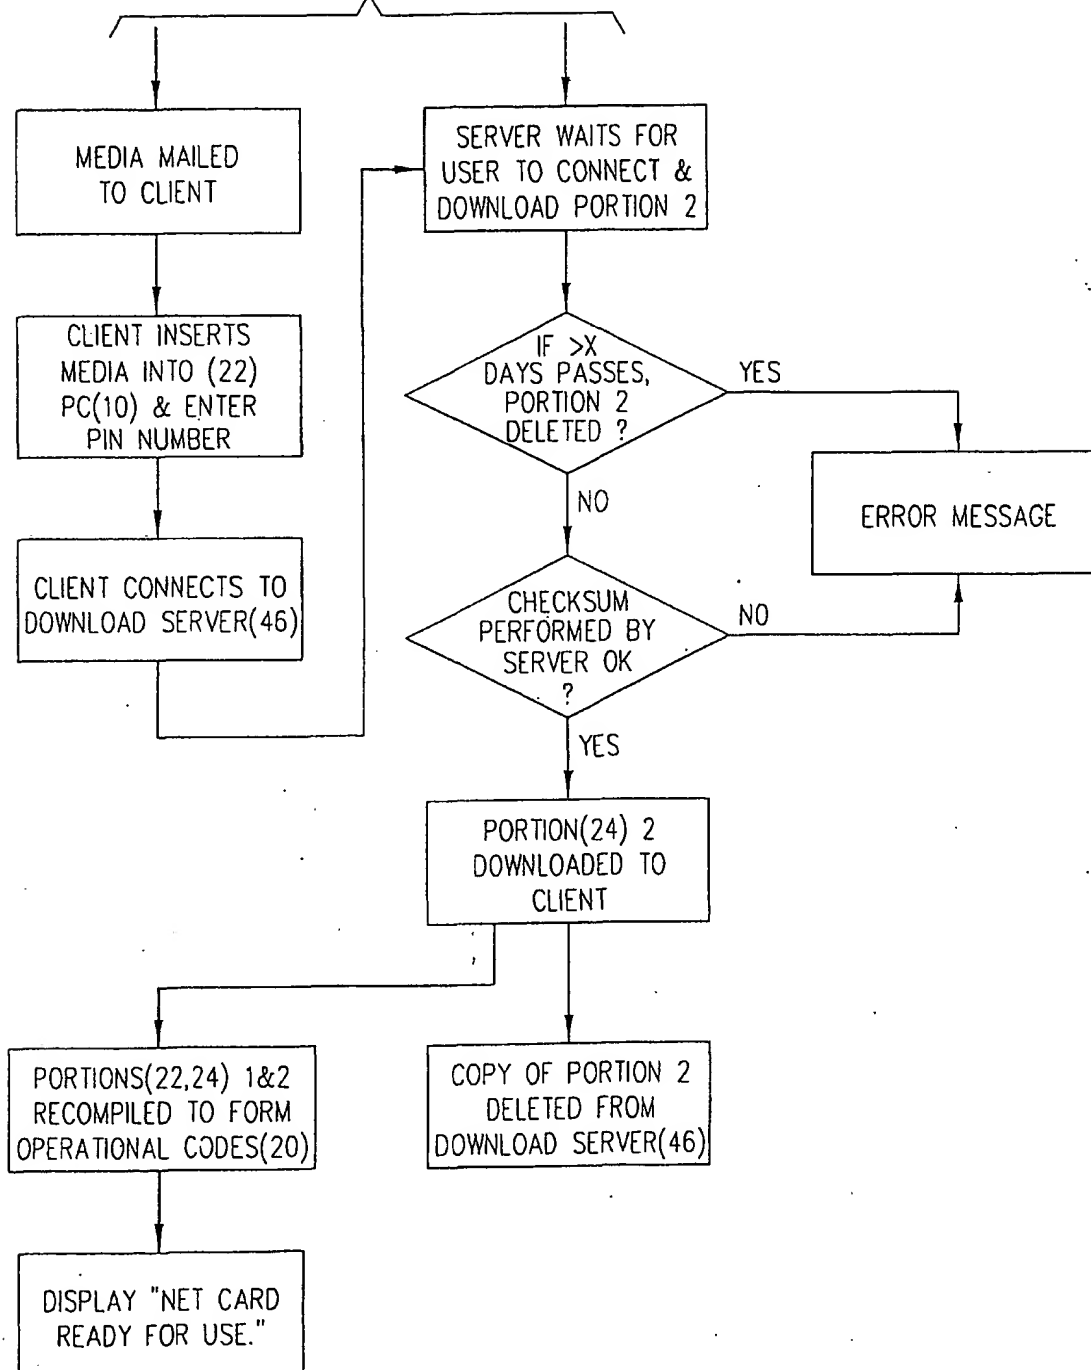 MEDIA MAILED
TO CLIENT
CLIENT INSERTS
MEDIA INTO (22)
PC(10) & ENTER
PIN NUMBER
CLIENT CONNECTS TO
DOWNLOAD SERVER(46)
SERVER WAITS FOR
USER TO CONNECT &
DOWNLOAD PORTION 2
IF >X
DAYS PASSES,
PORTION 2
DELETED ?
YES
NO
ERROR MESSAGE
CHECKSUM
PERFORMED BY
SERVER OK
?
NO
YES
PORTION(24) 2
DOWNLOADED TO
CLIENT
PORTIONS(22,24) 1&2
RECOMPILED TO FORM
OPERATIONAL CODES(20)
COPY OF PORTION 2
DELETED FROM
DOWNLOAD SERVER(46)
DISPLAY "NET CARD
READY FOR USE."